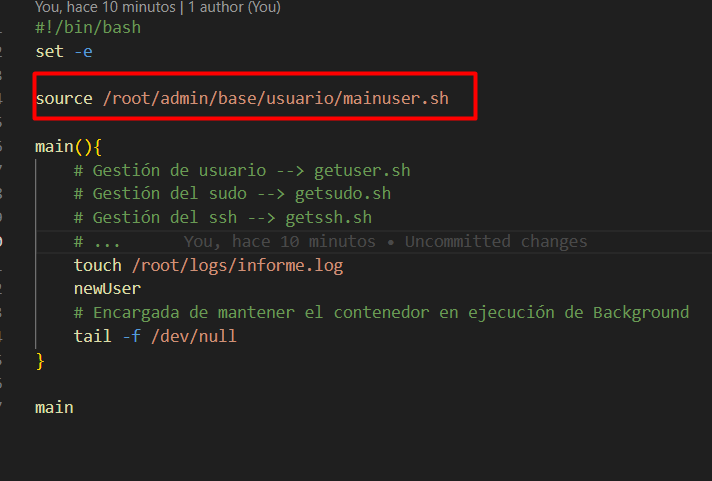 You, hace 10 minutos | 1 author (You)
#!/bin/bash
set -e
source /root/admin/base/usuario/mainuser.sh
main(){
# Gestión de usuario --> getuser.sh
# Gestión del sudo --> getsudo.sh
# Gestión del ssh --> getssh.sh
# ... You, hace 10 minutos • Uncommitted changes
touch /root/logs/informe.log
newUser
# Encargada de mantener el contenedor en ejecución de Background
tail -f /dev/null
}
main